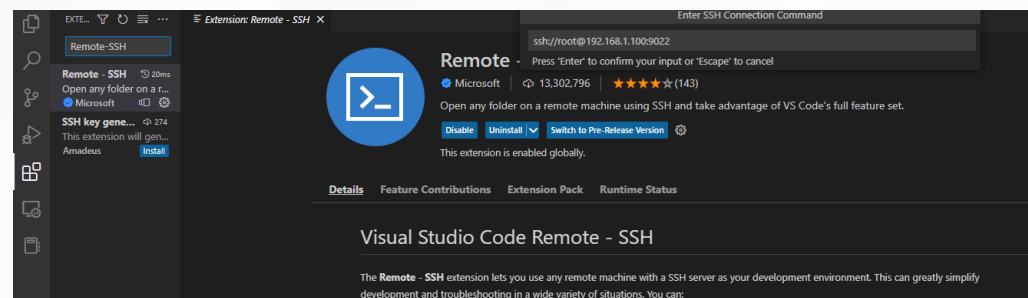 EXTE...
Extension: Remote - SSH
Enter SSH Connection Command
ssh://root@192.168.1.100:9022
Press 'Enter' to confirm your input or 'Escape' to cancel
Remote-SSH
Remote - SSH 20ms
Open any folder on a r...
Microsoft
SSH key gene... 274
This extension will gen...
Amadeus Install
Remote -
Microsoft 13,302,796 (143)
Open any folder on a remote machine using SSH and take advantage of VS Code's full feature set.
Disable Uninstall Switch to Pre-Release Version
This extension is enabled globally.
Details Feature Contributions Extension Pack Runtime Status
Visual Studio Code Remote - SSH
The Remote - SSH extension lets you use any remote machine with a SSH server as your development environment. This can greatly simplify
development and troubleshooting in a wide variety of situations. You can: